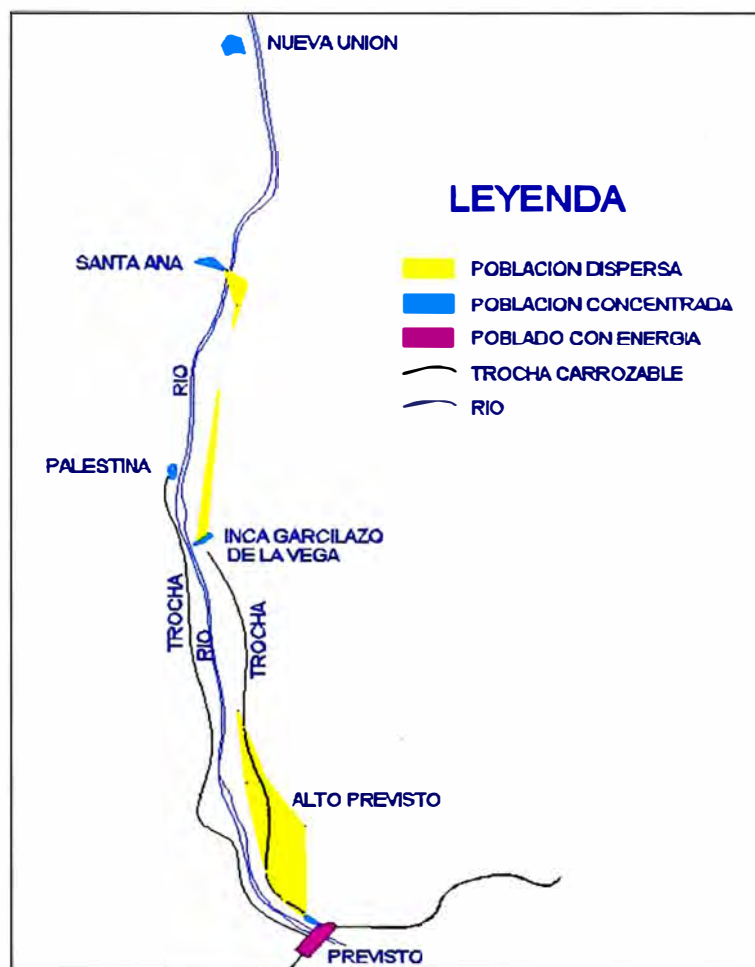 NUEVA UNION
LEYENDA
SANTA ANA
POBLACION DISPERSA
POBLACION CONCENTRADA
POBLADO CON ENERGIA
TROCHA CARROZABLE
RIO
RIO
PALESTINA
INCA GARCILAZO
DE LA VEGA
TROCHA
RIO
TROCHA
ALTO PREVISTO
PREVISTO